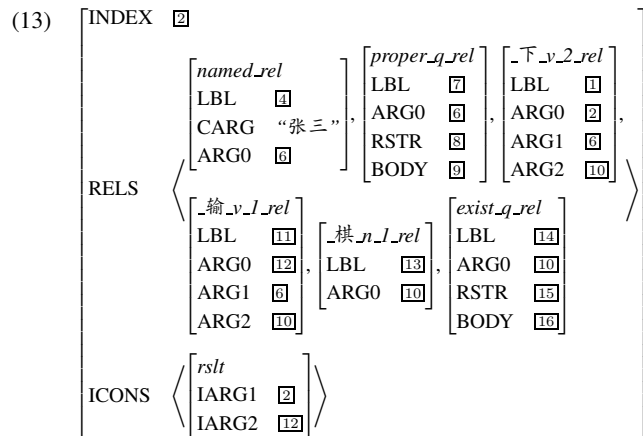 (13)
INDEX 2
named_rel
LBL 4
CARG “张三”
ARG0 6
,
proper_q_rel
LBL 7
ARG0 6
RSTR 8
BODY 9
,
_下_v_2_rel
LBL 1
ARG0 2
ARG1 6
ARG2 10
,
RELS
_输_v_1_rel
LBL 11
ARG0 12
ARG1 6
ARG2 10
,
_棋_n_1_rel
LBL 13
ARG0 10
,
exist_q_rel
LBL 14
ARG0 10
RSTR 15
BODY 16
ICONS
rslt
IARG1 2
IARG2 12